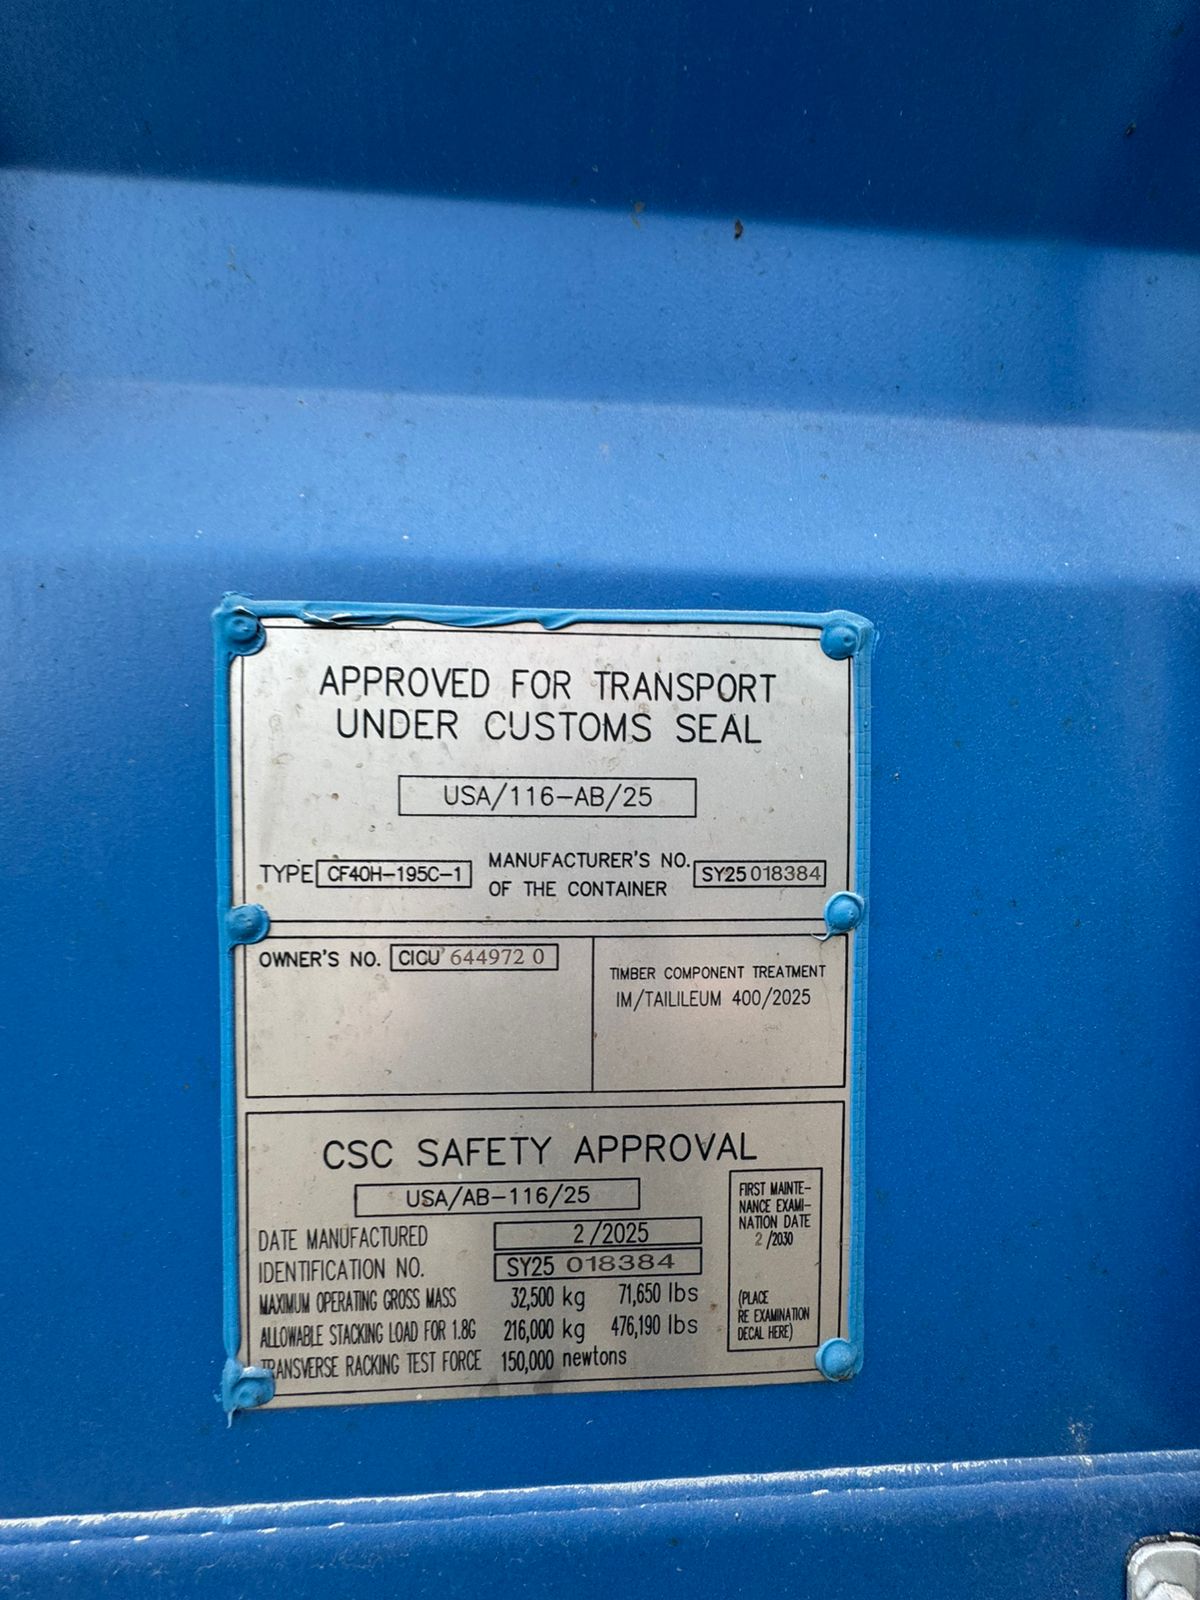 APPROVED FOR TRANSPORT
UNDER CUSTOMS SEAL
USA/116-AB/25
TYPE CF40H-195C-1 MANUFACTURER'S NO. OF THE CONTAINER SY25 018384
OWNER'S NO. CICU 644972 0
TIMBER COMPONENT TREATMENT
IM/TAILILEUM 400/2025
CSC SAFETY APPROVAL
USA/AB-116/25
DATE MANUFACTURED 2/2025
IDENTIFICATION NO. SY25 018384
MAXIMUM OPERATING GROSS MASS 32,500 kg 71,650 lbs
ALLOWABLE STACKING LOAD FOR 1.8G 216,000 kg 476,190 lbs
TRANSVERSE RACKING TEST FORCE 150,000 newtons
FIRST MAINTE-
NANCE EXAMI-
NATION DATE
2/2030
(PLACE
RE EXAMINATION
DECAL HERE)